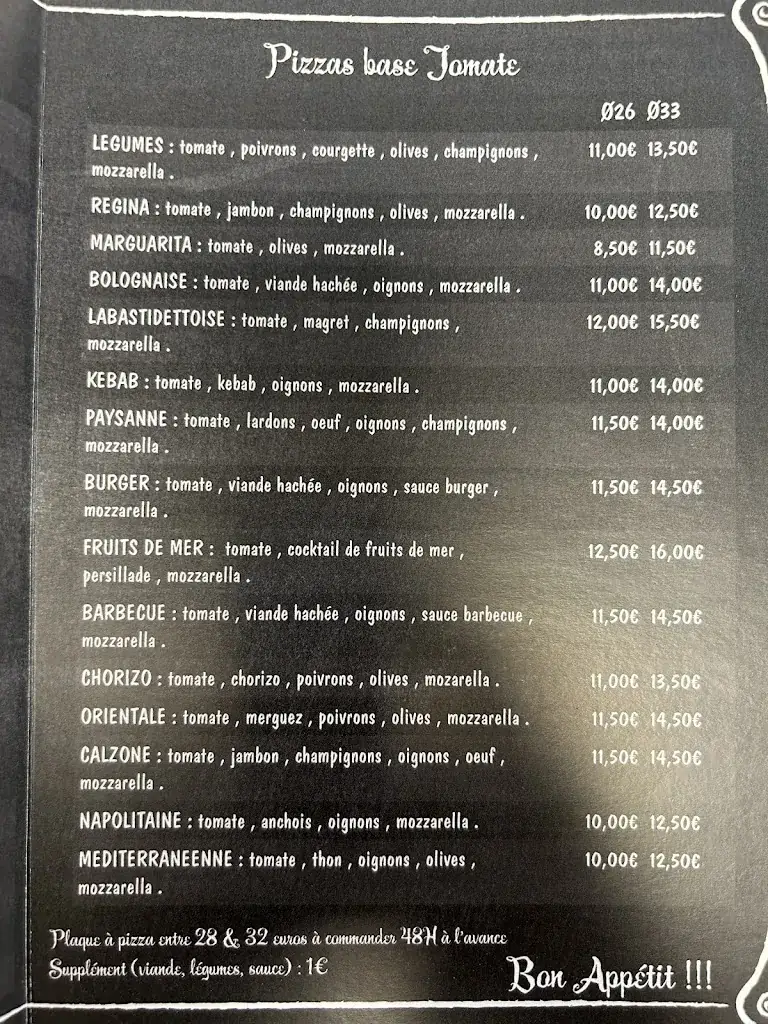 Pizzas base Tomate
Ø26 Ø33
LEGUMES : tomate , poivrons , courgette , olives , champignons , 11,00€ 13,50€
mozzarella .
REGINA : tomate , jambon , champignons , olives , mozzarella . 10,00€ 12,50€
MARGUARITA : tomate , olives , mozzarella . 8,50€ 11,50€
BOLOGNAISE : tomate , viande hachée , oignons , mozzarella . 11,00€ 14,00€
LABASTIDETTOISE : tomate , magret , champignons , 12,00€ 15,50€
mozzarella .
KEBAB : tomate , kebab , oignons , mozzarella . 11,00€ 14,00€
PAYSANNE : tomate , lardons , oeuf , oignons , champignons , 11,50€ 14,00€
mozzarella .
BURGER : tomate , viande hachée , oignons , sauce burger , 11,50€ 14,50€
mozzarella .
FRUITS DE MER : tomate , cocktail de fruits de mer , 12,50€ 16,00€
persillade , mozzarella .
BARBECUE : tomate , viande hachée , oignons , sauce barbecue , 11,50€ 14,50€
mozzarella .
CHORIZO : tomate , chorizo , poivrons , olives , mozarella . 11,00€ 13,50€
ORIENTALE : tomate , merguez , poivrons , olives , mozzarella . 11,50€ 14,50€
CALZONE : tomate , jambon , champignons , oignons , oeuf , 11,50€ 14,50€
mozzarella .
NAPOLITAINE : tomate , anchois , oignons , mozzarella . 10,00€ 12,50€
MEDITERRANEENNE : tomate , thon , oignons , olives , 10,00€ 12,50€
mozzarella .
Plaque à pizza entre 28 & 32 euros à commander 48H à l'avance
Supplément (viande, légumes, sauce) : 1€
Bon Appétit !!!